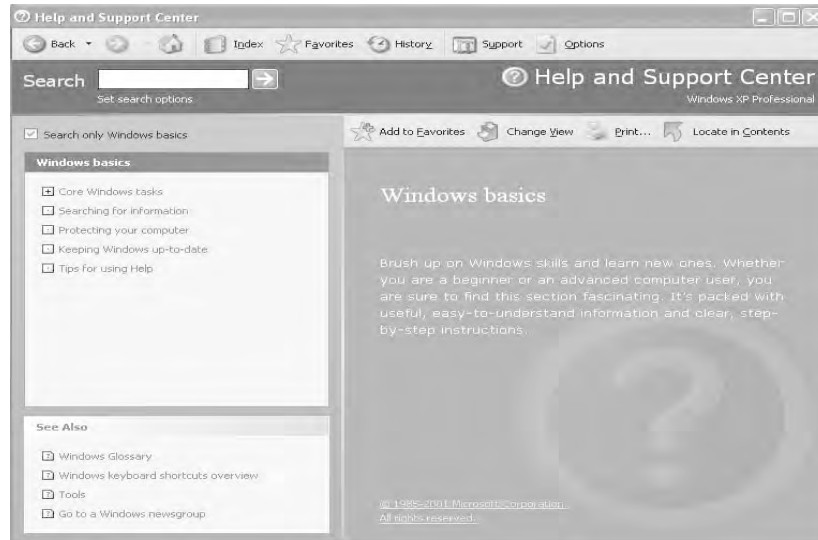 Help and Support Center
Back Index Favorites History Support Options
Search
Set search options
Help and Support Center
Windows XP Professional
Search only Windows basics
Add to Favorites Change View Print... Locate in Contents
Windows basics
Core Windows tasks
Searching for information
Protecting your computer
Keeping Windows up-to-date
Tips for using Help
See Also
Windows Glossary
Windows keyboard shortcuts overview
Tools
Go to a Windows newsgroup
Windows basics
Brush up on Windows skills and learn new ones. Whether
you are a beginner or an advanced computer user, you
are sure to find this section fascinating. It's packed with
useful, easy-to-understand information and clear, step-
by-step instructions.
© 1985-2001 Microsoft Corporation.
All rights reserved.